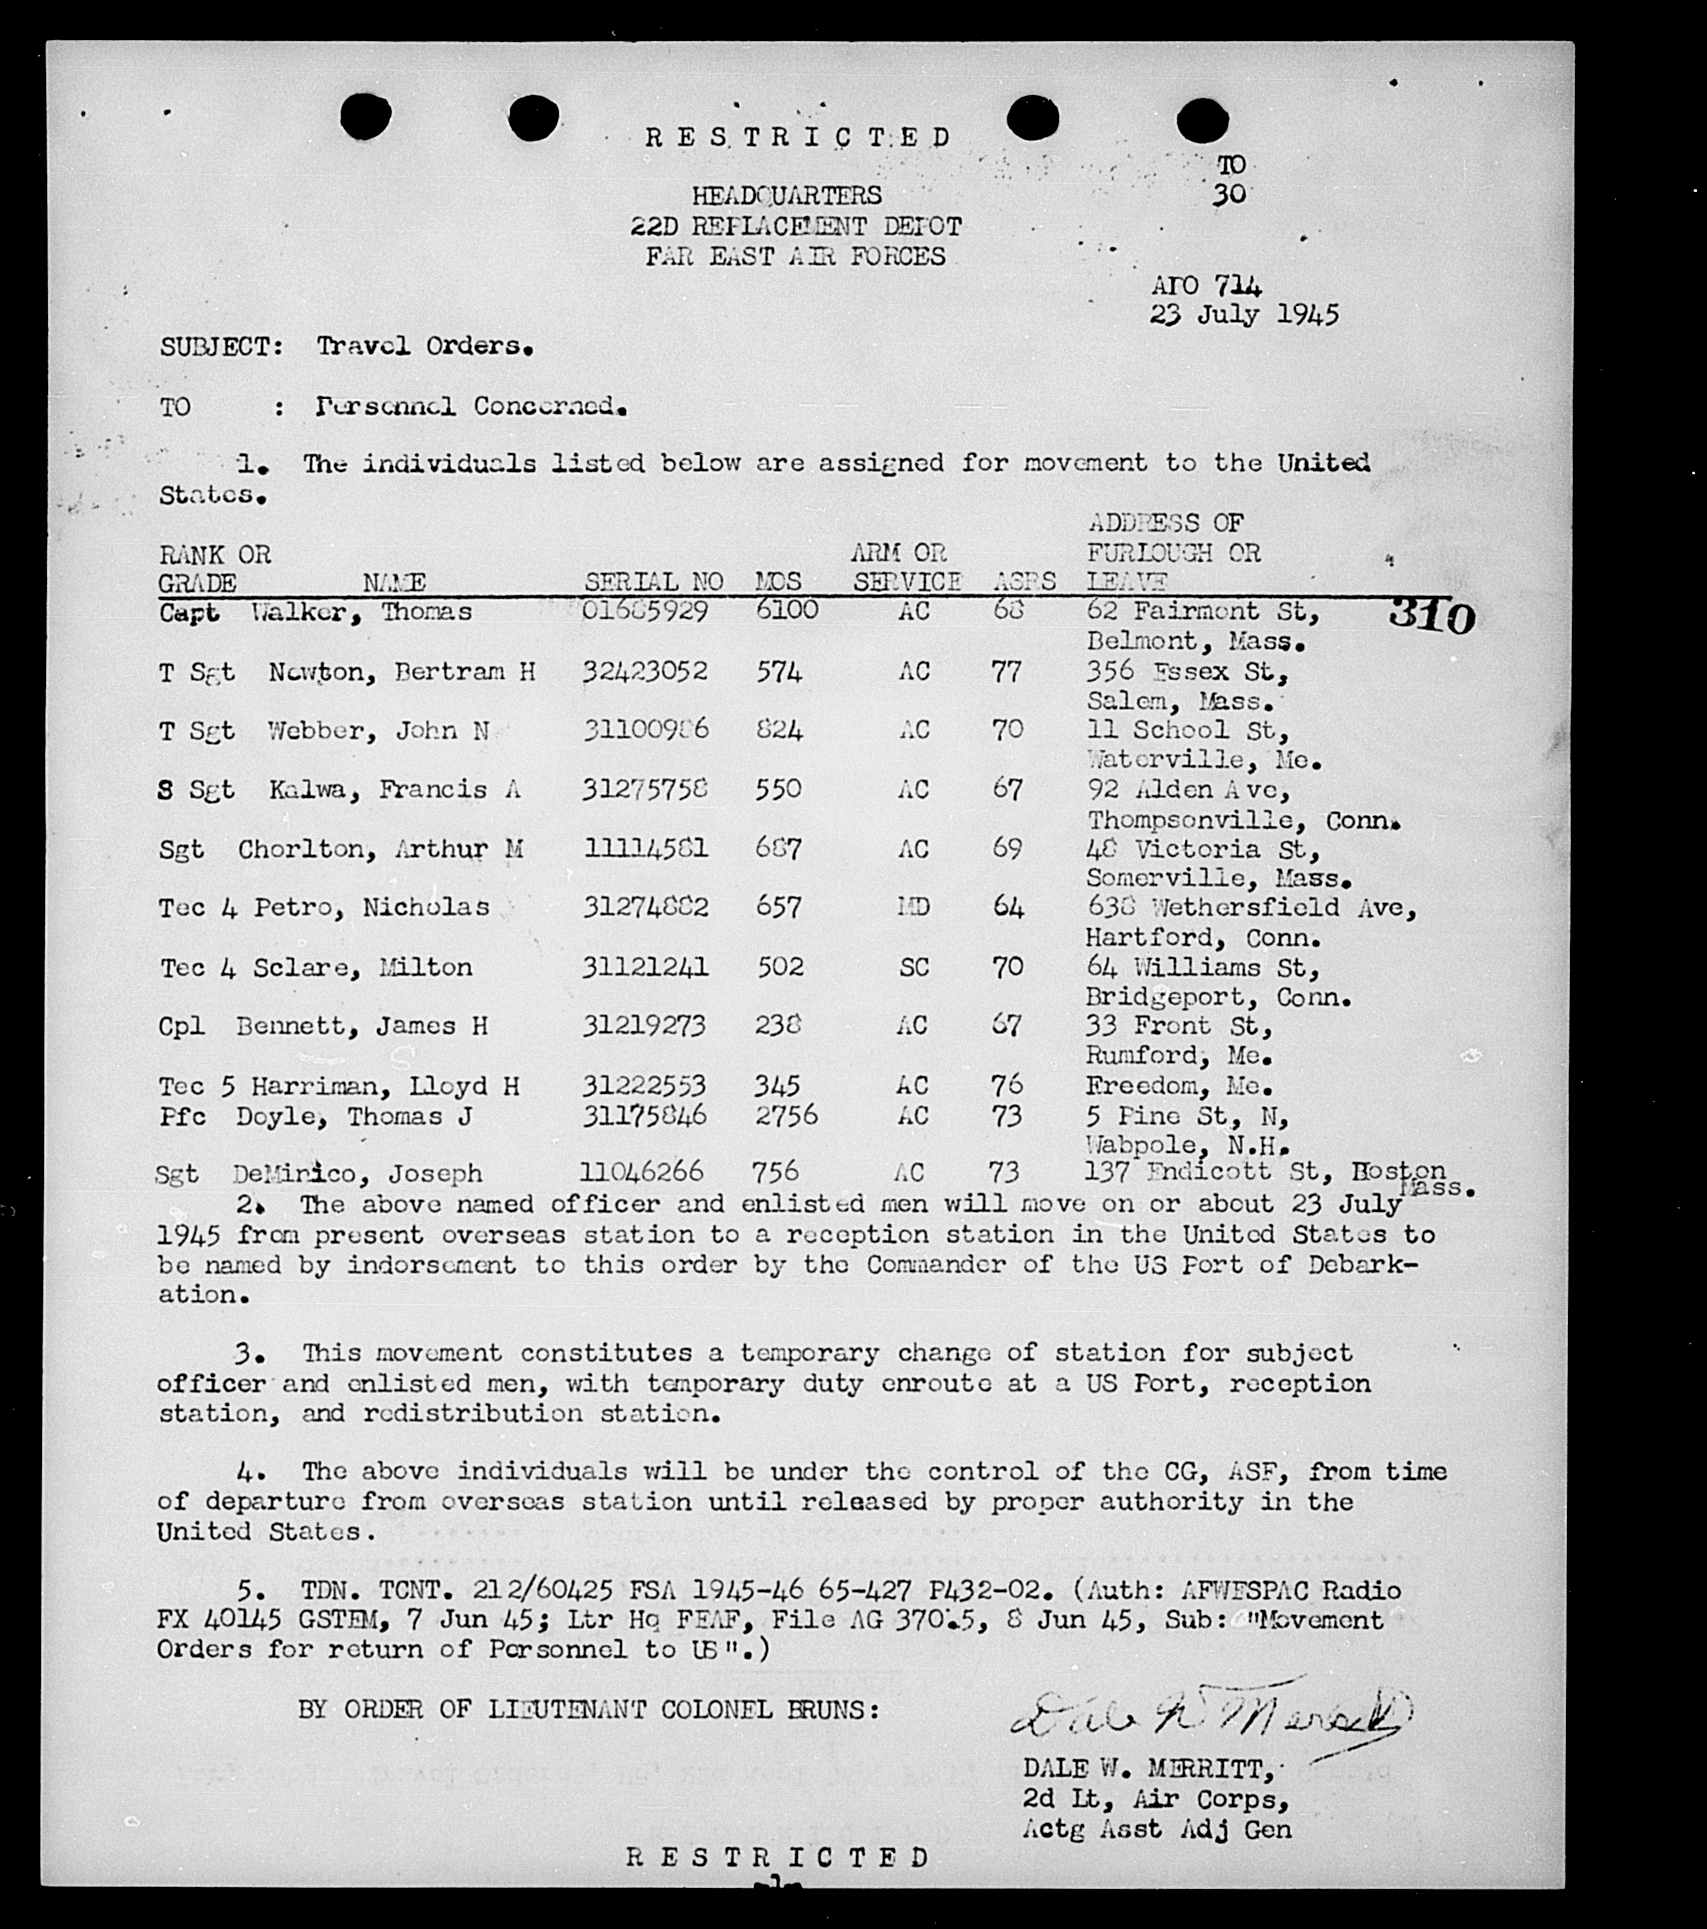 R E S T R I C T E D
TO
30
HEADQUARTERS
22D REPLACEMENT DEPOT
FAR EAST AIR FORCES
APO 714
23 July 1945
SUBJECT: Travel Orders.
TO : Personnel Concerned.
1. The individuals listed below are assigned for movement to the United
States.
ADDRESS OF
RANK OR ARM OR FURLOUGH OR
GRADE NAME SERIAL NO MOS SERVICE ASRS LEAVE
Capt Walker, Thomas 01685929 6100 AC 68 62 Fairmont St, 310
Belmont, Mass.
T Sgt Newton, Bertram H 32423052 574 AC 77 356 Essex St,
Salem, Mass.
T Sgt Webber, John N 31100986 824 AC 70 11 School St,
Waterville, Me.
S Sgt Kalwa, Francis A 31275758 550 AC 67 92 Alden Ave,
Thompsonville, Conn.
Sgt Chorlton, Arthur M 11114581 687 AC 69 48 Victoria St,
Somerville, Mass.
Tec 4 Petro, Nicholas 31274882 657 MD 64 638 Wethersfield Ave,
Hartford, Conn.
Tec 4 Sclare, Milton 31121241 502 SC 70 64 Williams St,
Bridgeport, Conn.
Cpl Bennett, James H 31219273 238 AC 67 33 Front St,
Rumford, Me.
Tec 5 Harriman, Lloyd H 31222553 345 AC 76 Freedom, Me.
Pfc Doyle, Thomas J 31175846 2756 AC 73 5 Pine St, N,
Wabpole, N.H.
Sgt DeMinico, Joseph 11046266 756 AC 73 137 Endicott St, Boston
Mass.
2. The above named officer and enlisted men will move on or about 23 July
1945 from present overseas station to a reception station in the United States to
be named by indorsement to this order by the Commander of the US Port of Debark-
ation.
3. This movement constitutes a temporary change of station for subject
officer and enlisted men, with temporary duty enroute at a US Port, reception
station, and redistribution station.
4. The above individuals will be under the control of the CG, ASF, from time
of departure from overseas station until released by proper authority in the
United States.
5. TDN. TCNT. 212/60425 FSA 1945-46 65-427 P432-02. (Auth: AFWESPAC Radio
FX 40145 GSTEM, 7 Jun 45; Ltr Hq FEAF, File AG 370.5, 8 Jun 45, Sub: "Movement
Orders for return of Personnel to US".)
BY ORDER OF LIEUTENANT COLONEL BRUNS:
Dale W Merritt
DALE W. MERRITT,
2d Lt, Air Corps,
Actg Asst Adj Gen
R E S T R I C T E D
-1-